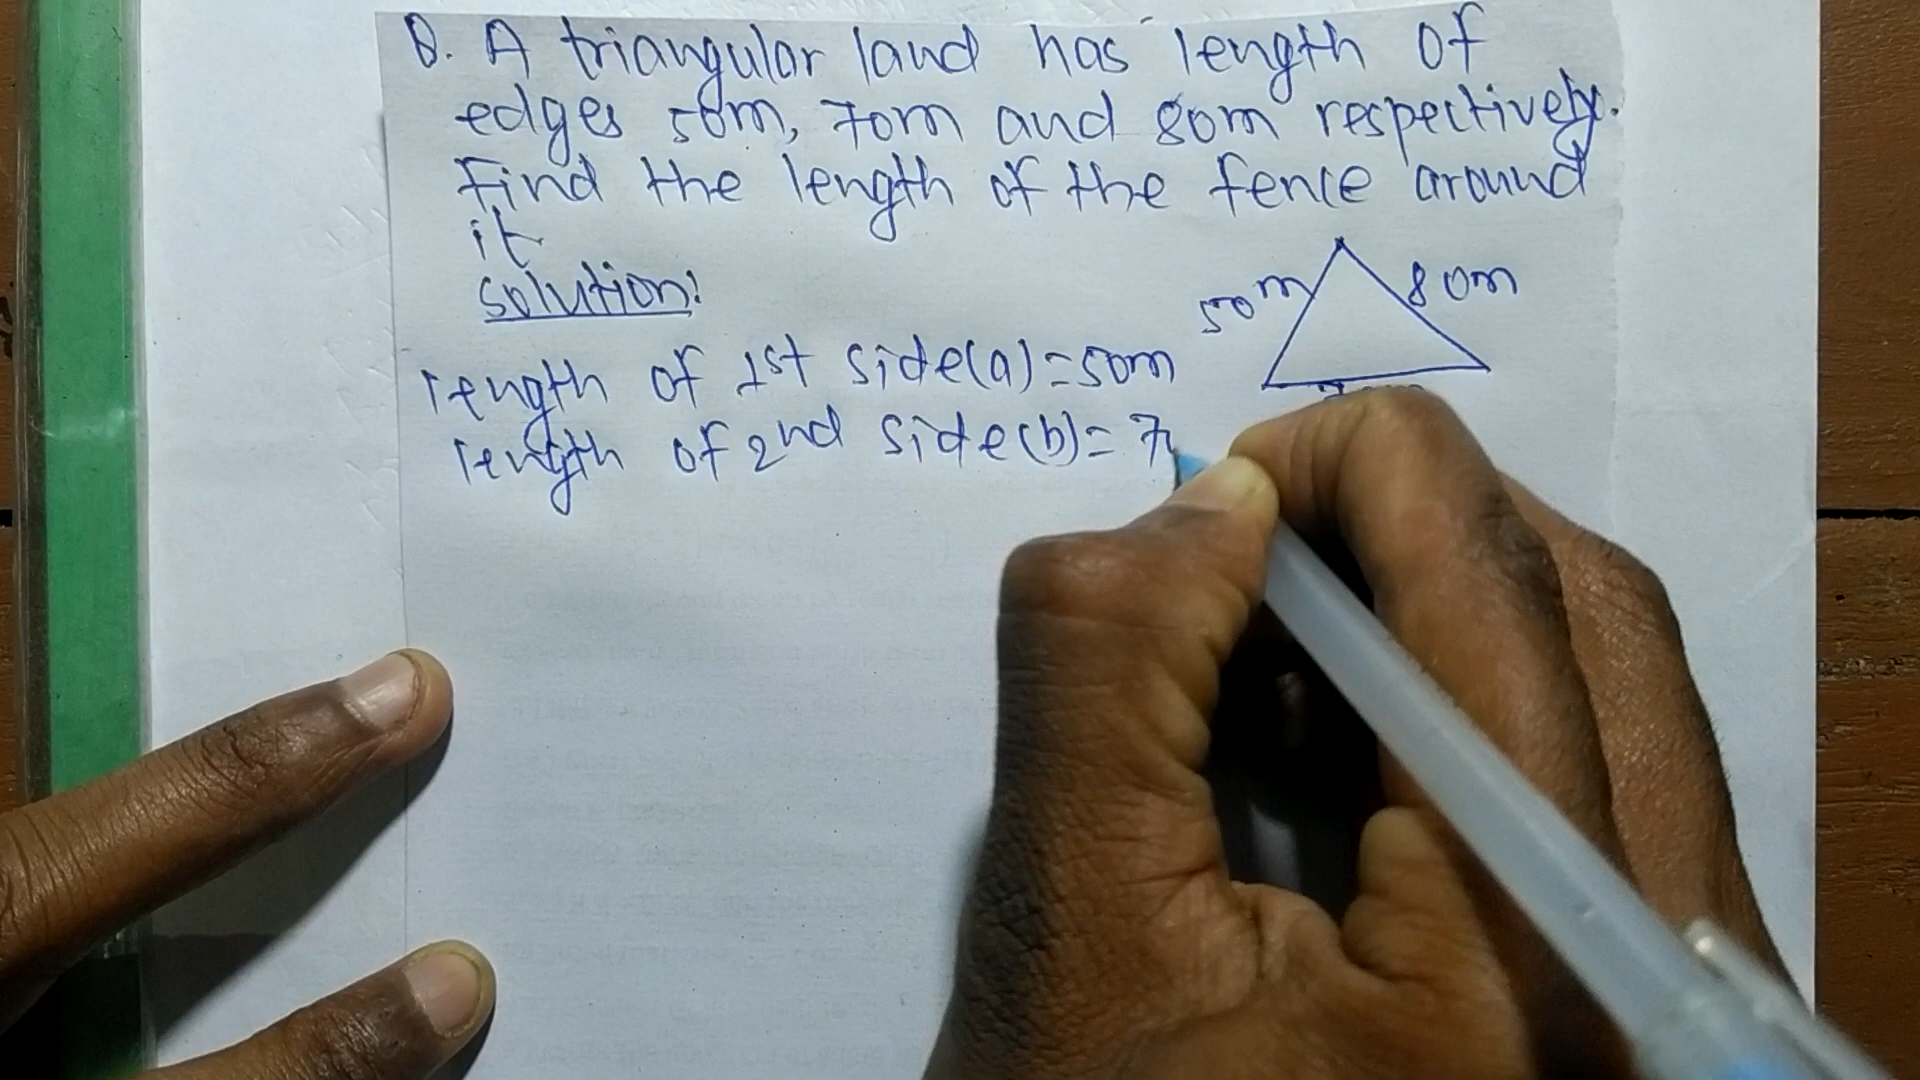 Q. A triangular land has length of
edges 50m, 70m and 80m respectively.
Find the length of the fence around
it
solution:
50m
80m
length of 1st side(a)=50m
length of 2nd side(b)= 7